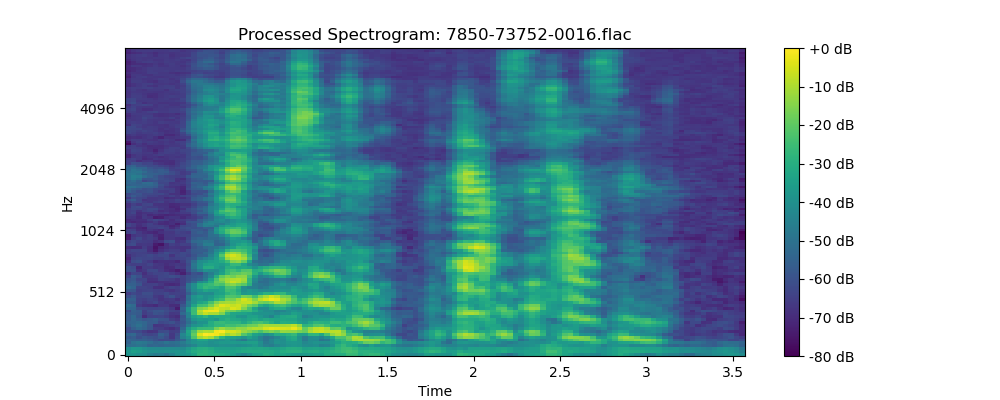 Processed Spectrogram: 7850-73752-0016.flac
Hz
4096
2048
1024
512
0
0 0.5 1 1.5 2 2.5 3 3.5
Time
+0 dB
-10 dB
-20 dB
-30 dB
-40 dB
-50 dB
-60 dB
-70 dB
-80 dB